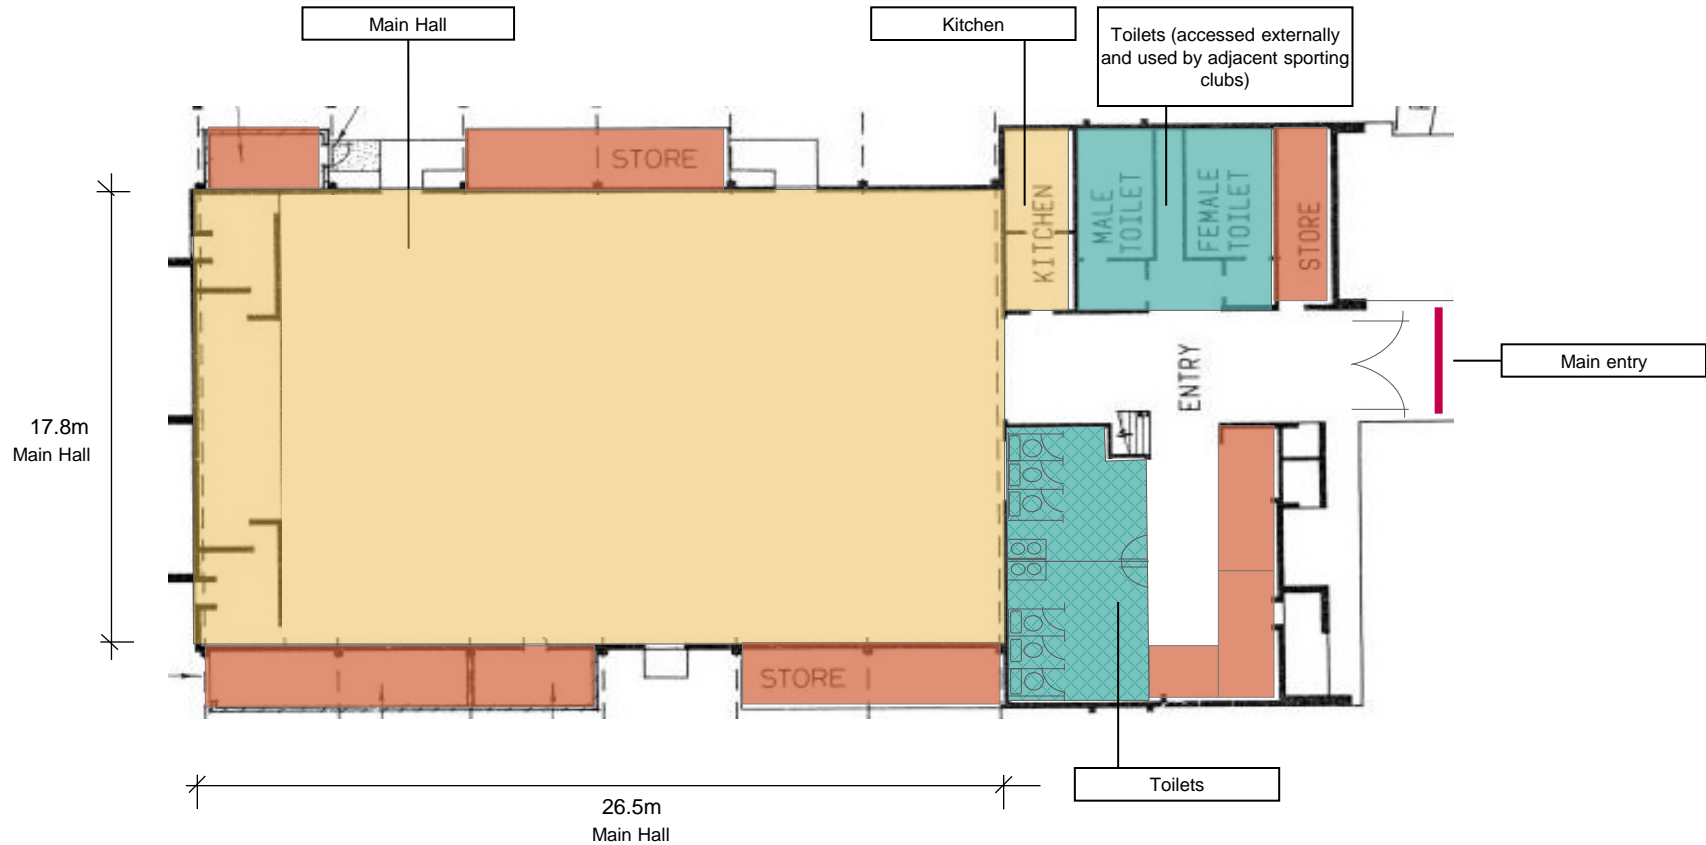 Main Hall
Kitchen
Toilets (accessed externally
and used by adjacent sporting
clubs)
STORE
KITCHEN
MALE
TOILET
FEMALE
TOILET
STORE
ENTRY
Main entry
17.8m
Main Hall
STORE
Toilets
26.5m
Main Hall